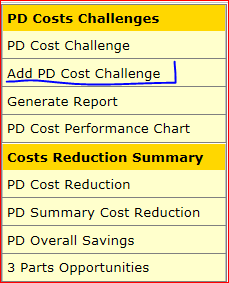 PD Costs Challenges
PD Cost Challenge
Add PD Cost Challenge
Generate Report
PD Cost Performance Chart
Costs Reduction Summary
PD Cost Reduction
PD Summary Cost Reduction
PD Overall Savings
3 Parts Opportunities